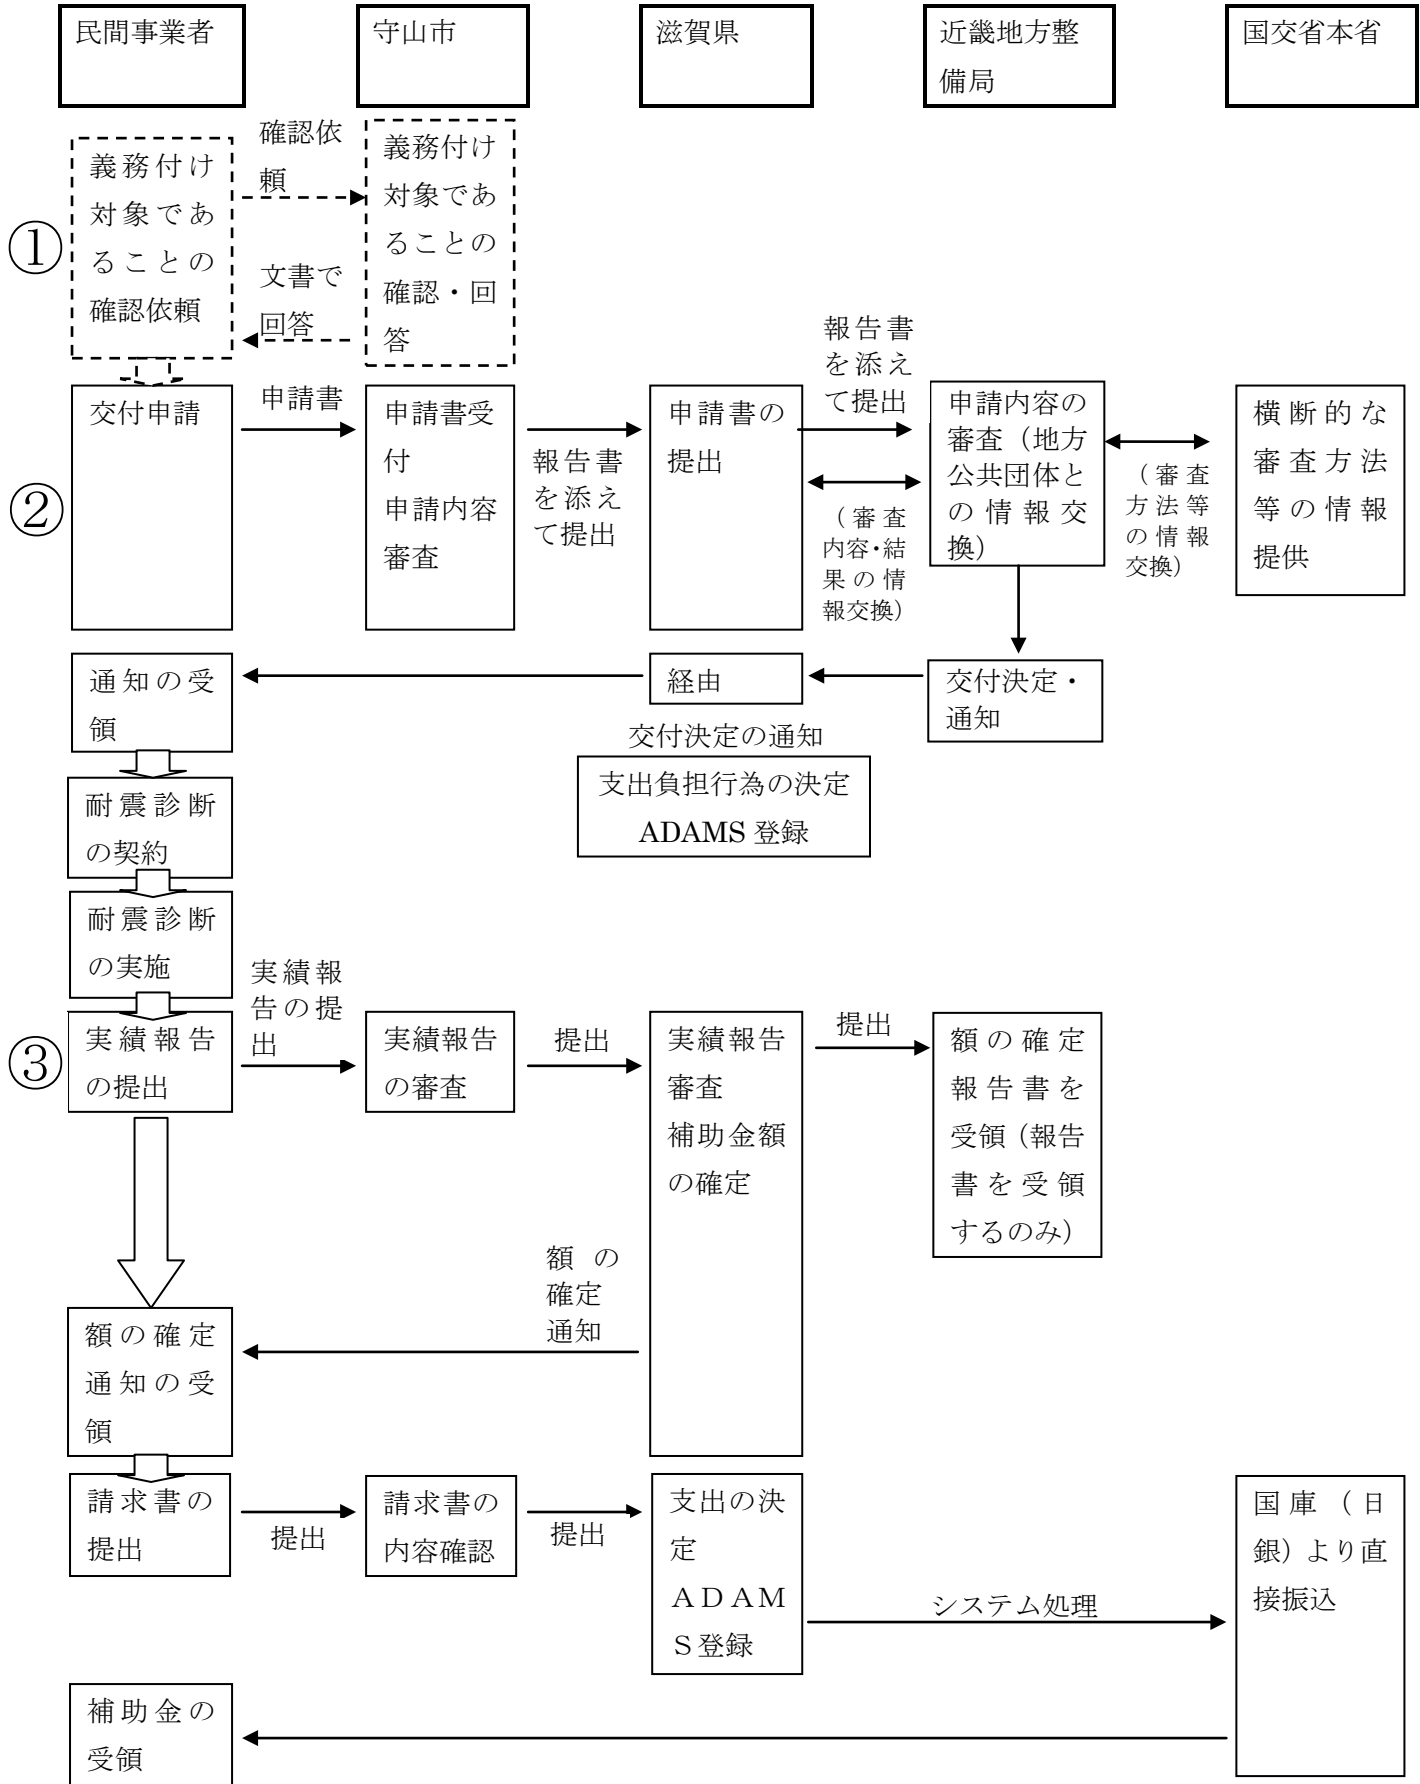 民間事業者
守山市
滋賀県
近畿地方整
備局
国交省本省
①
義務付け
対象であ
ることの
確認依頼
確認依
頼
文書で
回答
義務付け
対象であ
ることの
確認・回
答
②
交付申請
申請書
申請書受
付
申請内容
審査
報告書
を添え
て提出
申請書の
提出
報告書
を添え
て提出
（審査
内容・結
果の情
報交換）
申請内容の
審査（地方
公共団体と
の情報交
換）
（審査
方法等
の情報
交換）
横断的な
審査方法
等の情報
提供
通知の受
領
経由
交付決定・
通知
交付決定の通知
支出負担行為の決定
ADAMS 登録
耐震診断
の契約
耐震診断
の実施
③
実績報告
の提出
実績報
告の提
出
実績報告
の審査
提出
実績報告
審査
補助金額
の確定
提出
額の確定
報告書を
受領（報告
書を受領
するのみ）
額の
確定
通知
額の確定
通知の受
領
請求書の
提出
提出
請求書の
内容確認
提出
支出の決
定
ＡＤＡＭ
Ｓ登録
システム処理
国庫（日
銀）より直
接振込
補助金の
受領